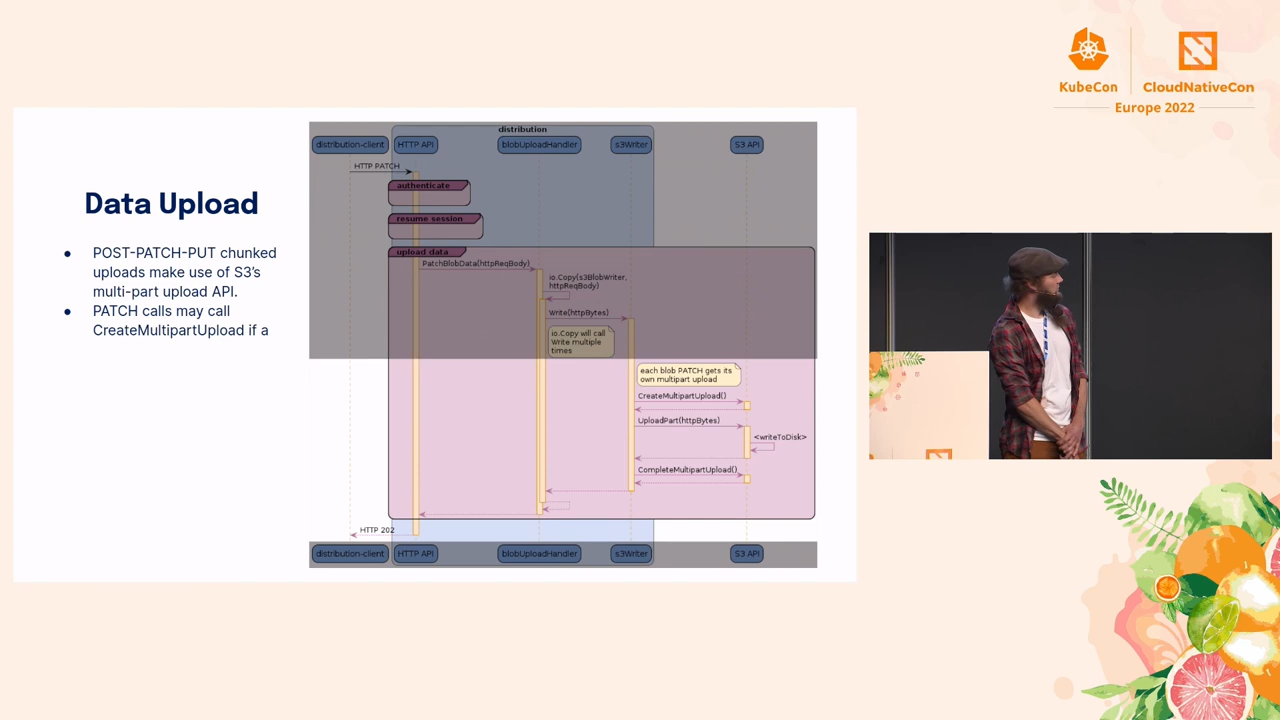 KubeCon
CloudNativeCon
Europe 2022
Data Upload
● POST-PATCH-PUT chunked
uploads make use of S3's
multi-part upload API.
● PATCH calls may call
CreateMultipartUpload if a
distribution
distribution-client
HTTP API
blobUploadHandler
s3Writer
S3 API
HTTP PATCH
authenticate
resume session
upload data
PatchBlobData(httpReqBody)
io.Copy(s3BlobWriter,
httpReqBody)
Write(httpBytes)
io.Copy will call
Write multiple
times
each blob PATCH gets its
own multipart upload
CreateMultipartUpload()
UploadPart(httpBytes)
<writeToDisk>
CompleteMultipartUpload()
HTTP 202
distribution-client
HTTP API
blobUploadHandler
s3Writer
S3 API